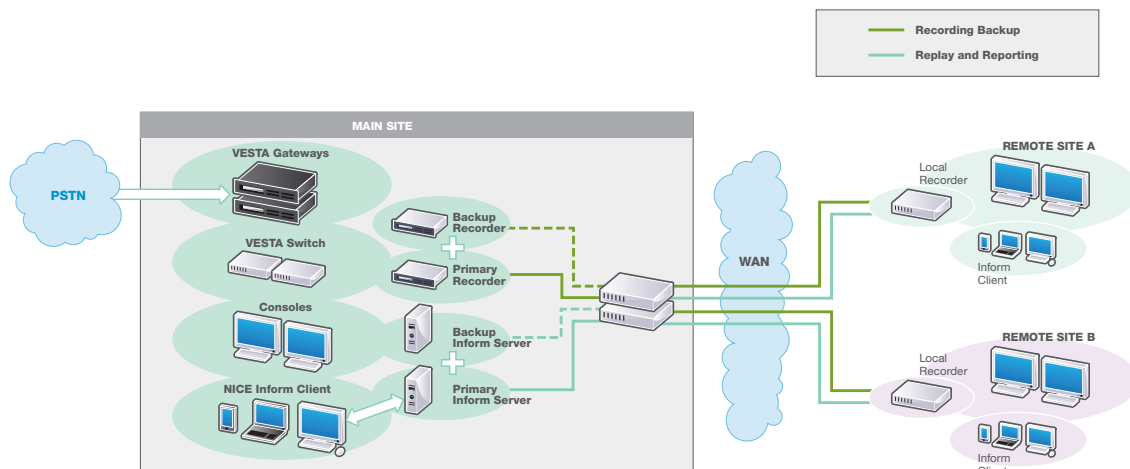 Recording Backup
Replay and Reporting
MAIN SITE
VESTA Gateways
PSTN
Backup
Recorder
VESTA Switch
Primary
Recorder
Consoles
Backup
Inform Server
NICE Inform Client
Primary
Inform Server
WAN
REMOTE SITE A
Local
Recorder
Inform
Client
REMOTE SITE B
Local
Recorder
Inform
Client